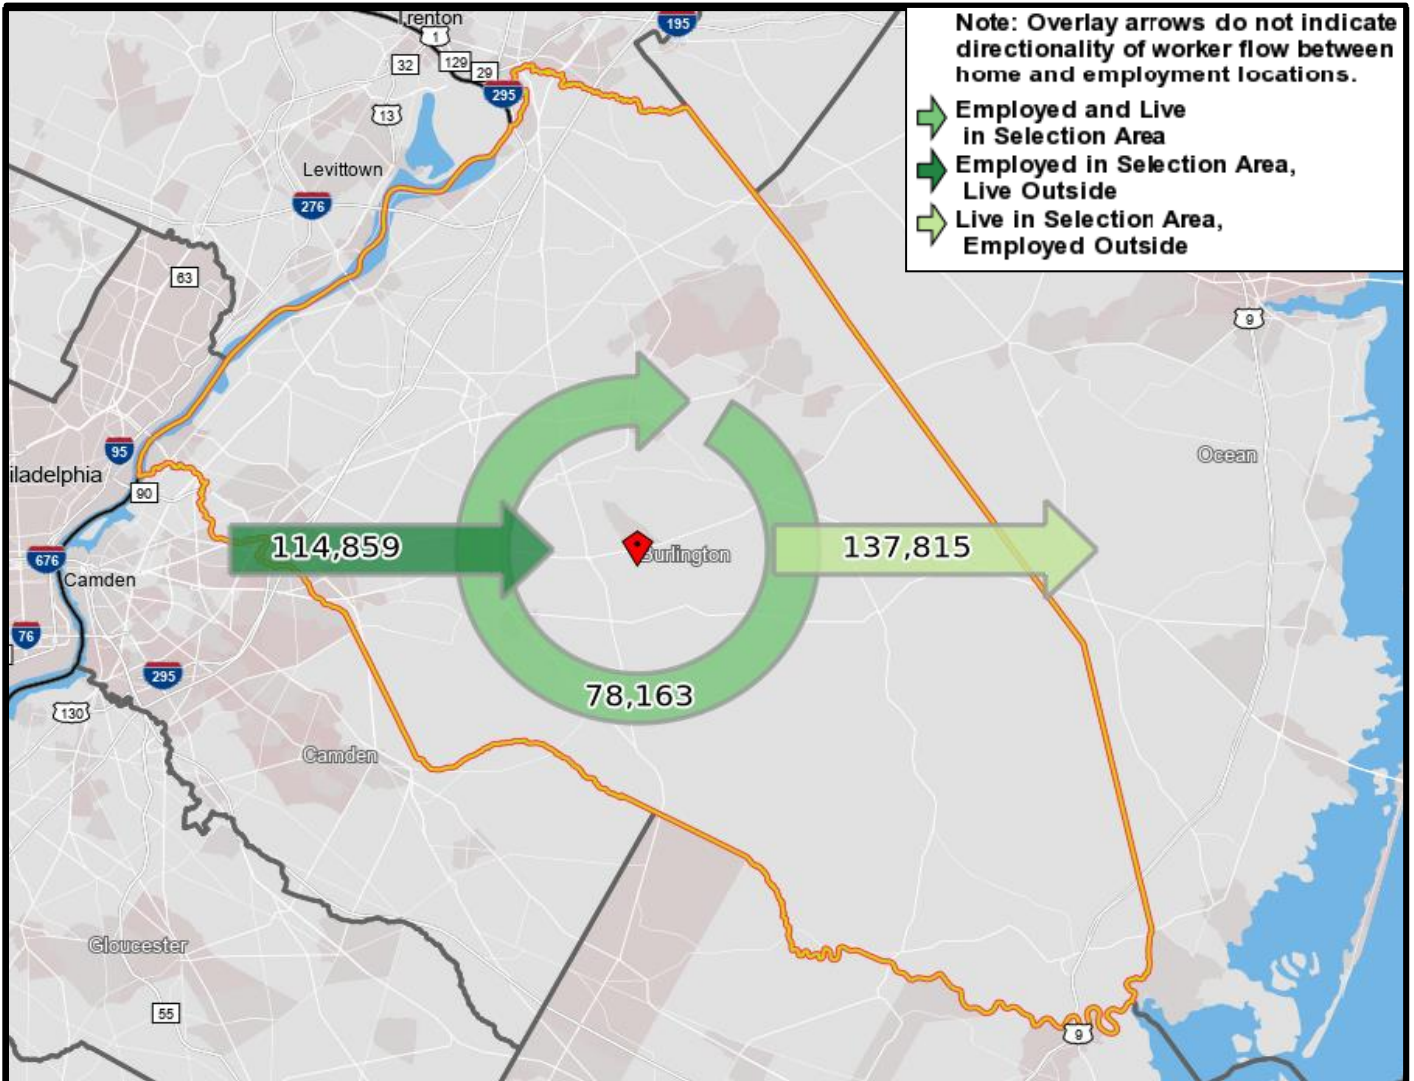 Trenton
195
1
32
129
29
295
13
Levittown
276
63
95
iladelphia
90
676
Camden
76
295
130
Camden
Gloucester
55
Note: Overlay arrows do not indicate
directionality of worker flow between
home and employment locations.
Employed and Live
in Selection Area
Employed in Selection Area,
Live Outside
Live in Selection Area,
Employed Outside
9
Ocean
114,859
Burlington
137,815
78,163
9